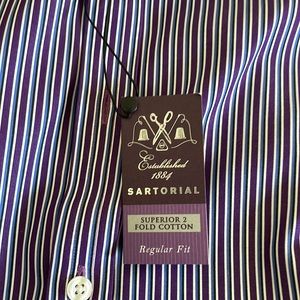 Established
1884
SARTORIAL
SUPERIOR 2
FOLD COTTON
Regular Fit